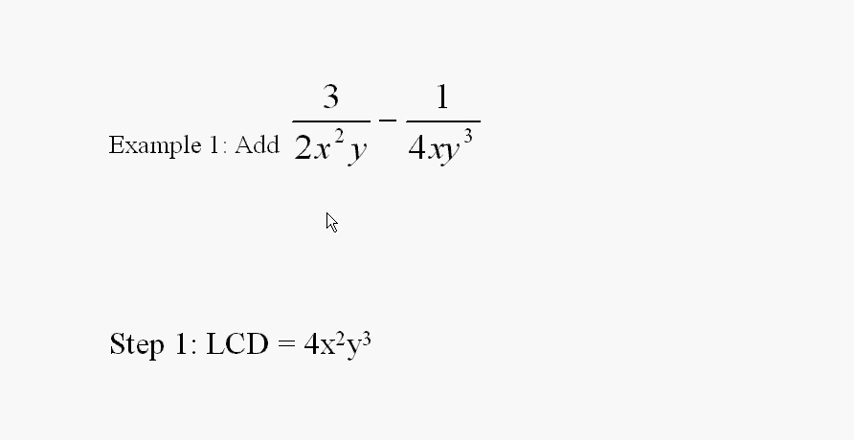 Example 1: Add 3/(2x²y) − 1/(4xy³)
Step 1: LCD = 4x²y³